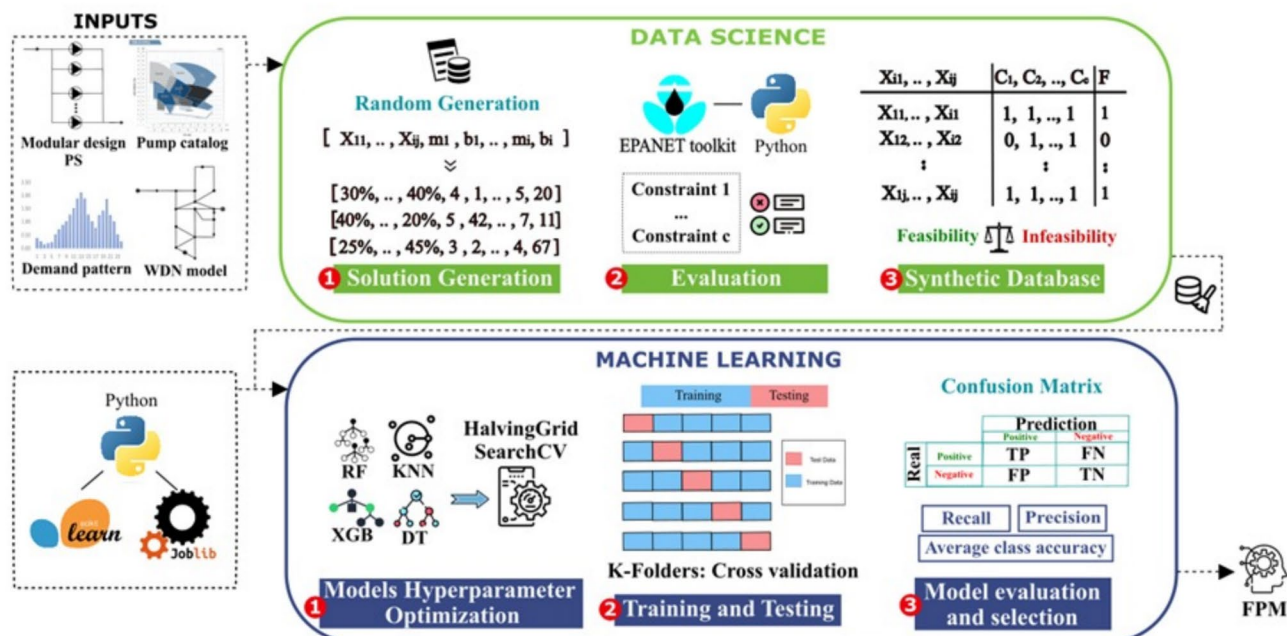 INPUTS
Modular design
PS
Pump catalog
Demand pattern
WDN model
DATA SCIENCE
Random Generation
[ X11, .. , Xij, m1 , b1, .. , mi, bi ]
[30%, .. , 40%, 4 , 1, .. , 5, 20]
[40%, .. , 20%, 5 , 42, .. , 7, 11]
[25%, .. , 45%, 3 , 2, .. , 4, 67]
1 Solution Generation
EPANET toolkit
Python
Constraint 1
...
Constraint c
2 Evaluation
Xi1, .. , Xij C1, C2, .., Cc F
X11, .. , Xi1 1, 1, .., 1 1
X12, .. , Xi2 0, 1, .., 1 0
: : :
X1j, .. , Xij 1, 1, .., 1 1
Feasibility Infeasibility
3 Synthetic Database
Python
learn
Joblib
MACHINE LEARNING
RF
KNN
XGB
DT
HalvingGrid
SearchCV
1 Models Hyperparameter
Optimization
Training Testing
Test Data
Training Data
K-Folders: Cross validation
2 Training and Testing
Confusion Matrix
Prediction
Positive Negative
Real
Positive TP FN
Negative FP TN
Recall
Precision
Average class accuracy
3 Model evaluation
and selection
FPM